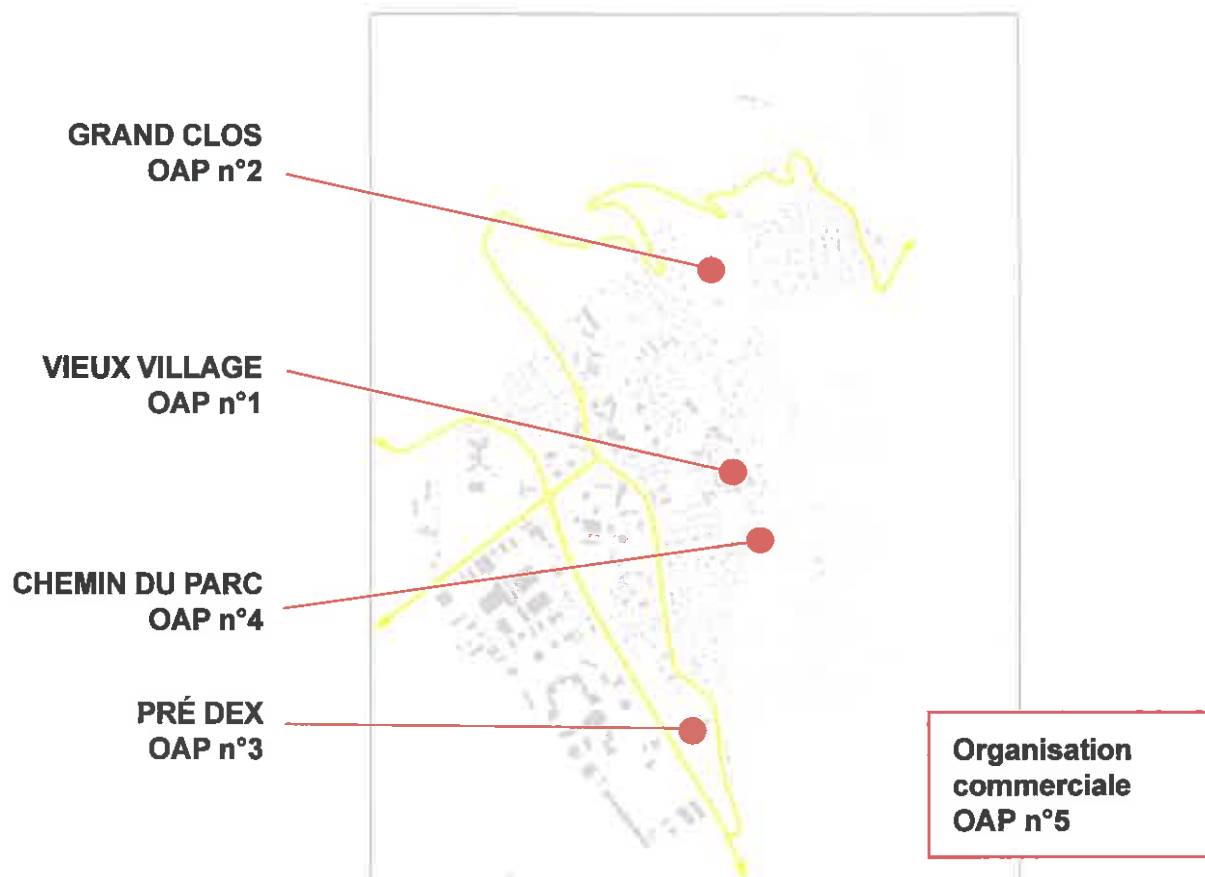 GRAND CLOS
OAP n°2
VIEUX VILLAGE
OAP n°1
CHEMIN DU PARC
OAP n°4
PRÉ DEX
OAP n°3
Organisation
commerciale
OAP n°5